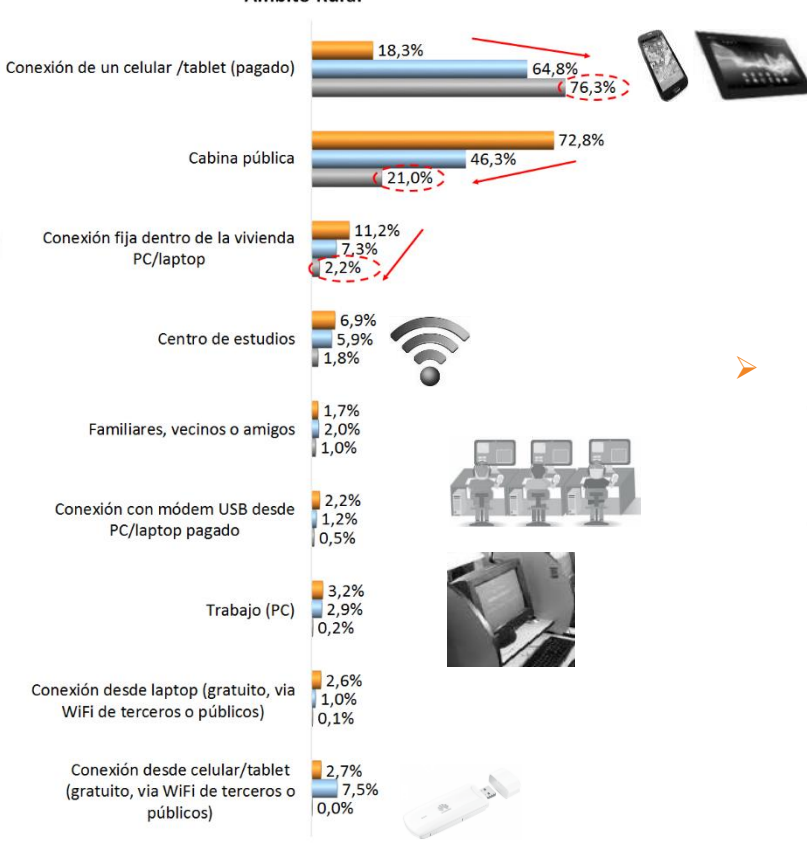 Ámbito Rural
Conexión de un celular /tablet (pagado)
18,3%
64,8%
76,3%
Cabina pública
72,8%
46,3%
21,0%
Conexión fija dentro de la vivienda
PC/laptop
11,2%
7,3%
2,2%
Centro de estudios
6,9%
5,9%
1,8%
Familiares, vecinos o amigos
1,7%
2,0%
1,0%
Conexión con módem USB desde
PC/laptop pagado
2,2%
1,2%
0,5%
Trabajo (PC)
3,2%
2,9%
0,2%
Conexión desde laptop (gratuito, via
WiFi de terceros o públicos)
2,6%
1,0%
0,1%
Conexión desde celular/tablet
(gratuito, via WiFi de terceros o
públicos)
2,7%
7,5%
0,0%